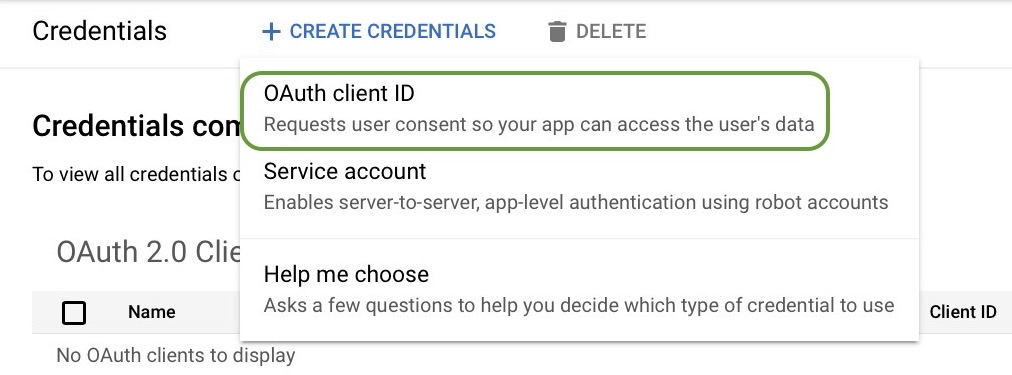 Credentials
+ CREATE CREDENTIALS
DELETE
OAuth client ID
Requests user consent so your app can access the user's data
Credentials com
To view all credentials
Service account
Enables server-to-server, app-level authentication using robot accounts
OAuth 2.0 Clie
Help me choose
Asks a few questions to help you decide which type of credential to use
Name
Client ID
No OAuth clients to display